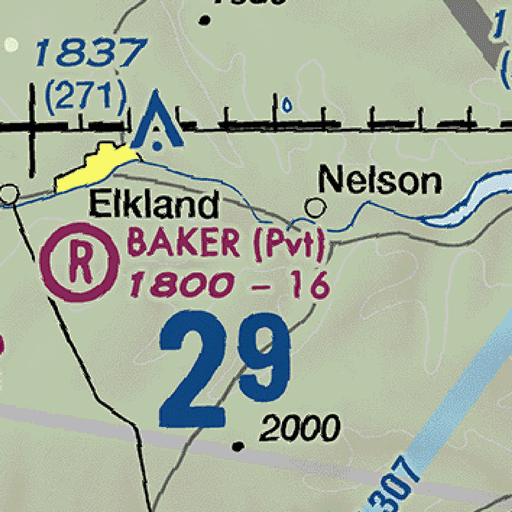 1837
(271)
Nelson
Elkland
R
BAKER (Pvt)
1800 - 16
29
2000
307